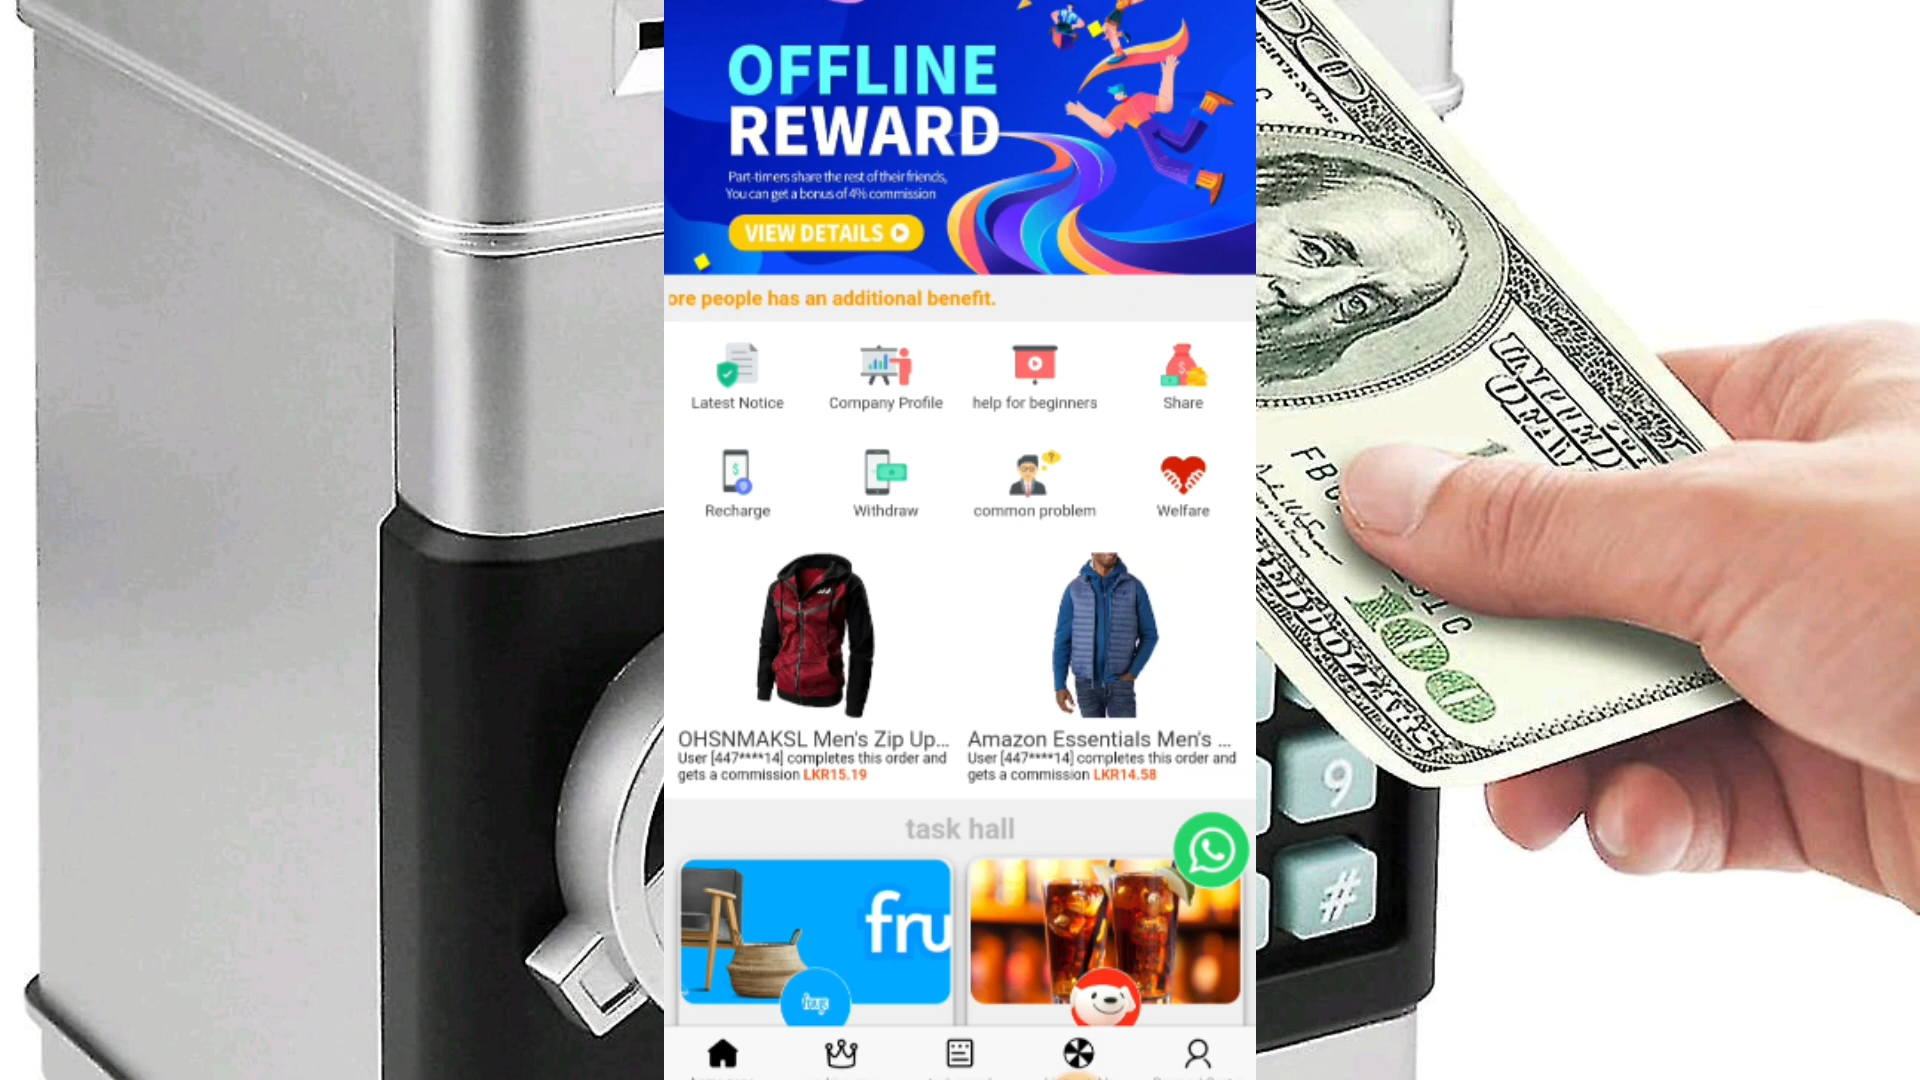 OFFLINE
REWARD
Part-timers share the rest of their friends,
You can get a bonus of 4% commission
VIEW DETAILS
ore people has an additional benefit.
Latest Notice
Company Profile
help for beginners
Share
Recharge
Withdraw
common problem
Welfare
OHSNMAKSL Men's Zip Up...
User [447****14] completes this order and
gets a commission LKR15.19
Amazon Essentials Men's ...
User [447****14] completes this order and
gets a commission LKR14.58
task hall
fru
9
#
100